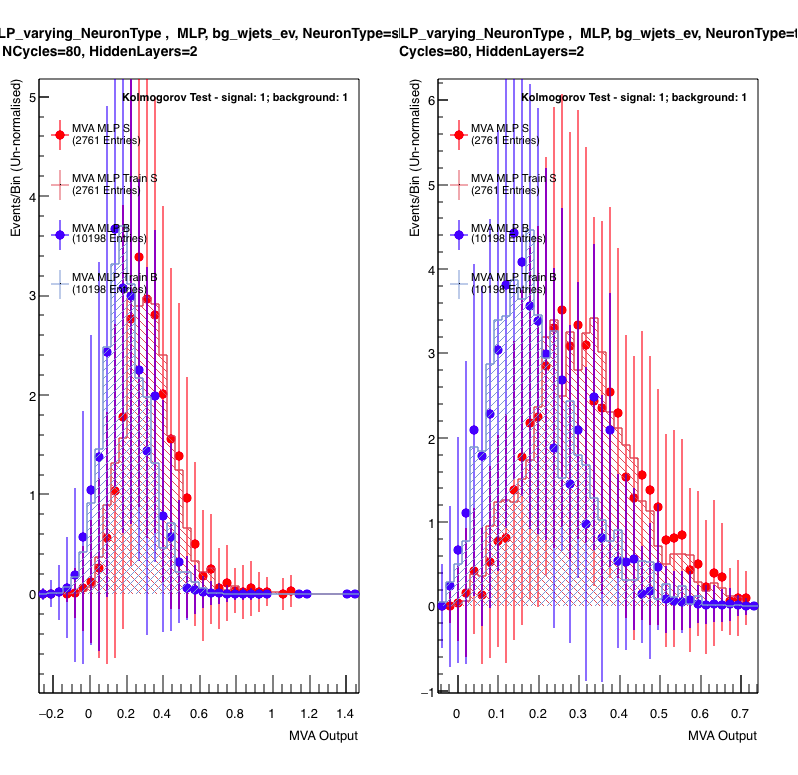 LP_varying_NeuronType , MLP, bg_wjets_ev, NeuronType=s
NCycles=80, HiddenLayers=2
Kolmogorov Test - signal: 1; background: 1
MVA MLP S
(2761 Entries)
MVA MLP Train S
(2761 Entries)
MVA MLP B
(10198 Entries)
MVA MLP Train B
(10198 Entries)
Events/Bin (Un-normalised)
5
4
3
2
1
0
−0.2 0 0.2 0.4 0.6 0.8 1 1.2 1.4
MVA Output
LP_varying_NeuronType , MLP, bg_wjets_ev, NeuronType=t
Cycles=80, HiddenLayers=2
Kolmogorov Test - signal: 1; background: 1
MVA MLP S
(2761 Entries)
MVA MLP Train S
(2761 Entries)
MVA MLP B
(10198 Entries)
MVA MLP Train B
(10198 Entries)
Events/Bin (Un-normalised)
6
5
4
3
2
1
0
−1
0 0.1 0.2 0.3 0.4 0.5 0.6 0.7
MVA Output